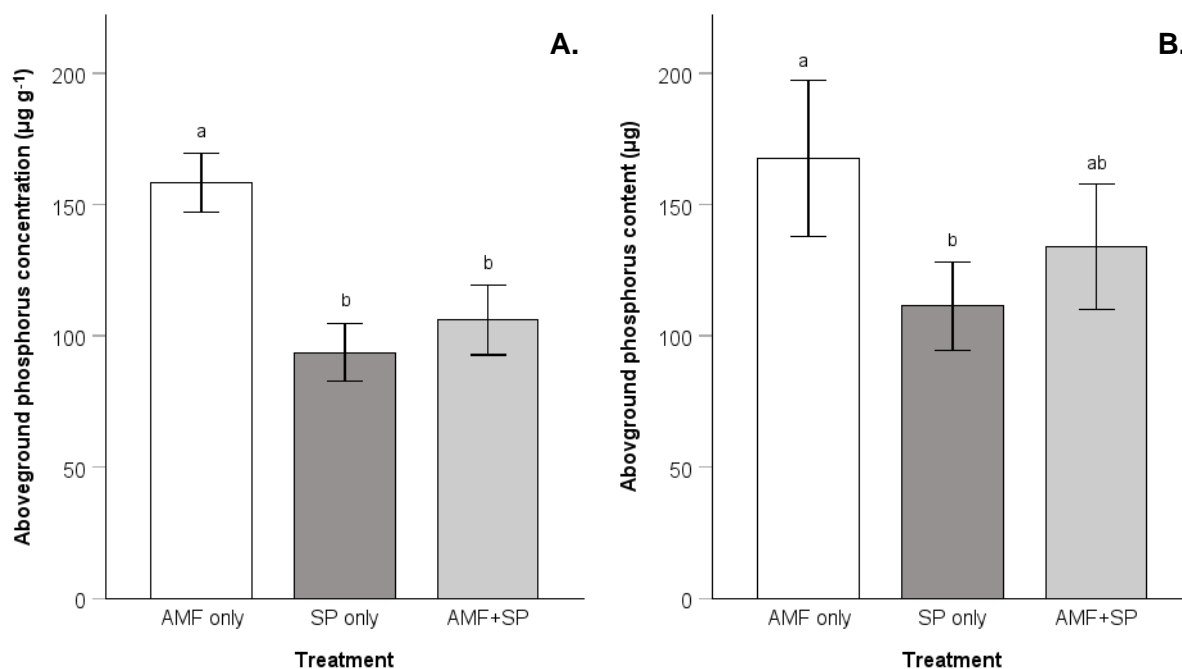 A.
Aboveground phosphorus concentration (µg g⁻¹)
200
150
100
50
0
a
b
b
AMF only
SP only
AMF+SP
Treatment
B.
Abovground phosphorus content (µg)
200
150
100
50
0
a
b
ab
AMF only
SP only
AMF+SP
Treatment